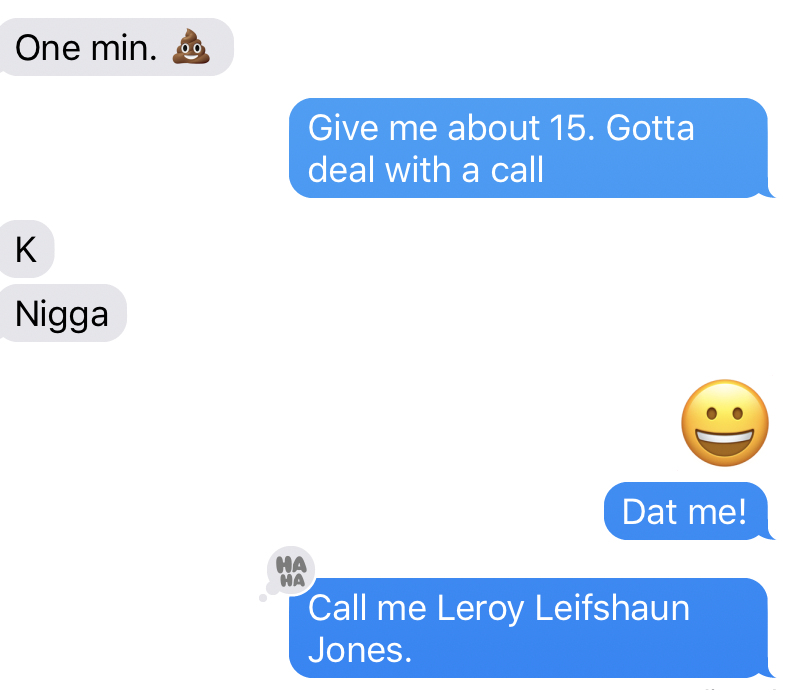 One min. 💩
Give me about 15. Gotta
deal with a call
K
Nigga
😀
Dat me!
HA
HA
Call me Leroy Leifshaun
Jones.